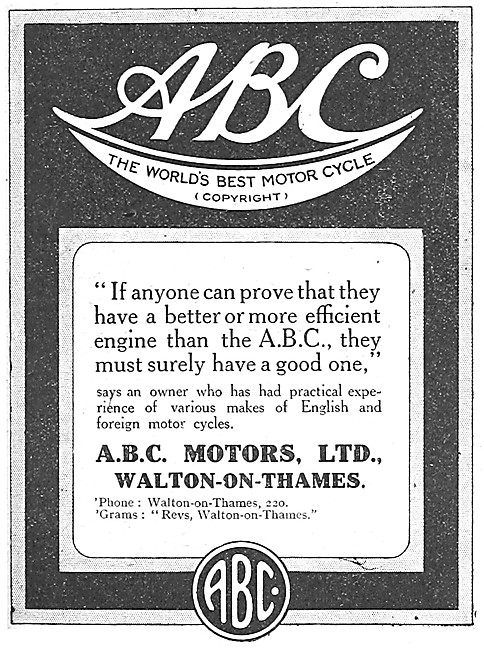 ABC
THE WORLD'S BEST MOTOR CYCLE
(COPYRIGHT)
“If anyone can prove that they
have a better or more efficient
engine than the A.B.C., they
must surely have a good one,”
says an owner who has had practical expe-
rience of various makes of English and
foreign motor cycles.
A.B.C. MOTORS, LTD.,
WALTON-ON-THAMES.
'Phone: Walton-on-Thames, 220.
'Grams: “Revs, Walton-on-Thames.”
ABC.